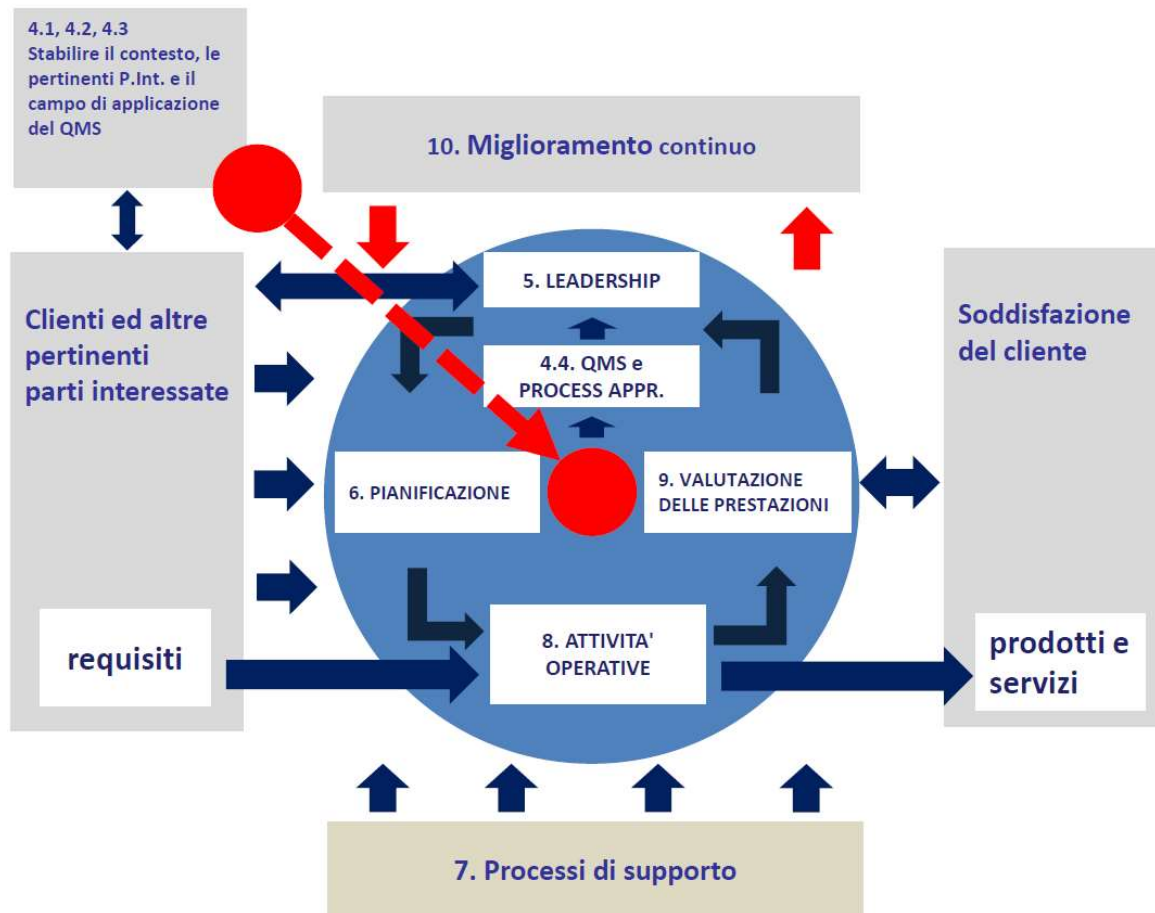 4.1, 4.2, 4.3
Stabilire il contesto, le
pertinenti P.Int. e il
campo di applicazione
del QMS
10. Miglioramento continuo
5. LEADERSHIP
Clienti ed altre
pertinenti
parti interessate
Soddisfazione
del cliente
4.4. QMS e
PROCESS APPR.
6. PIANIFICAZIONE
9. VALUTAZIONE
DELLE PRESTAZIONI
requisiti
8. ATTIVITA'
OPERATIVE
prodotti e
servizi
7. Processi di supporto